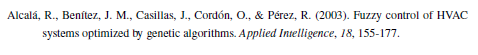 Alcalá, R., Benítez, J. M., Casillas, J., Cordón, O., & Pérez, R. (2003). Fuzzy control of HVAC
systems optimized by genetic algorithms. Applied Intelligence, 18, 155-177.